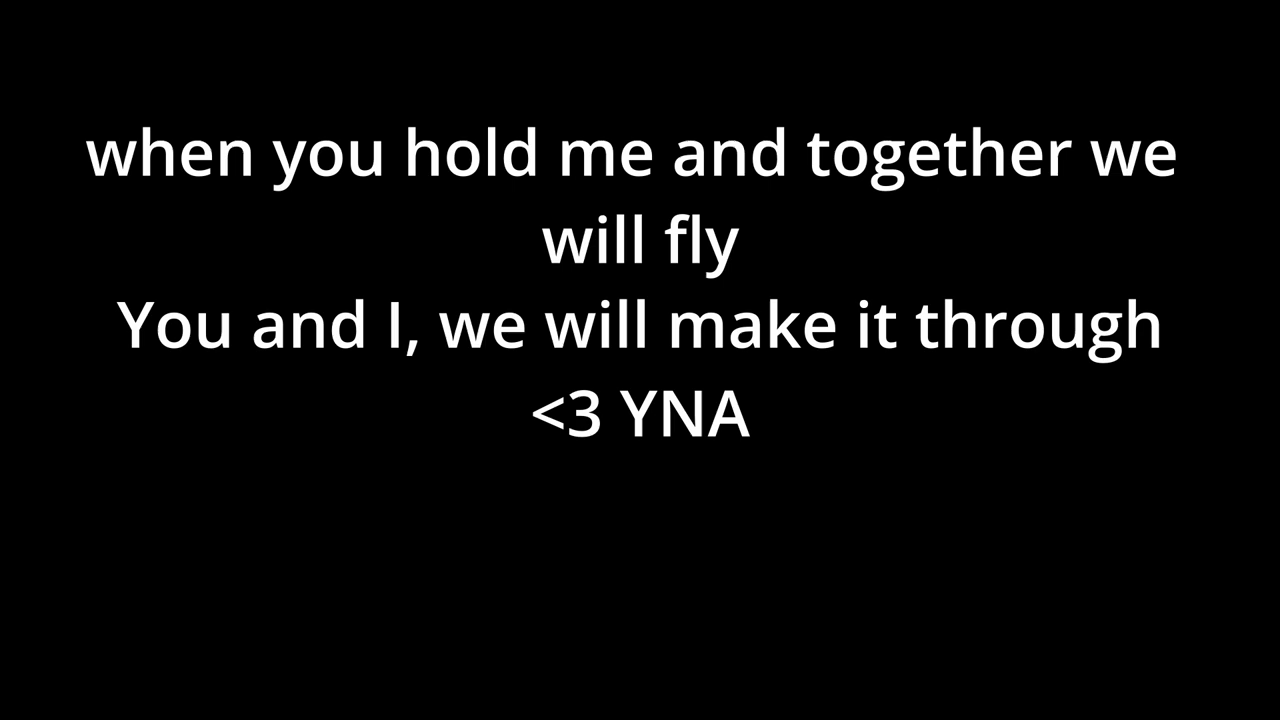 when you hold me and together we
will fly
You and I, we will make it through
<3 YNA